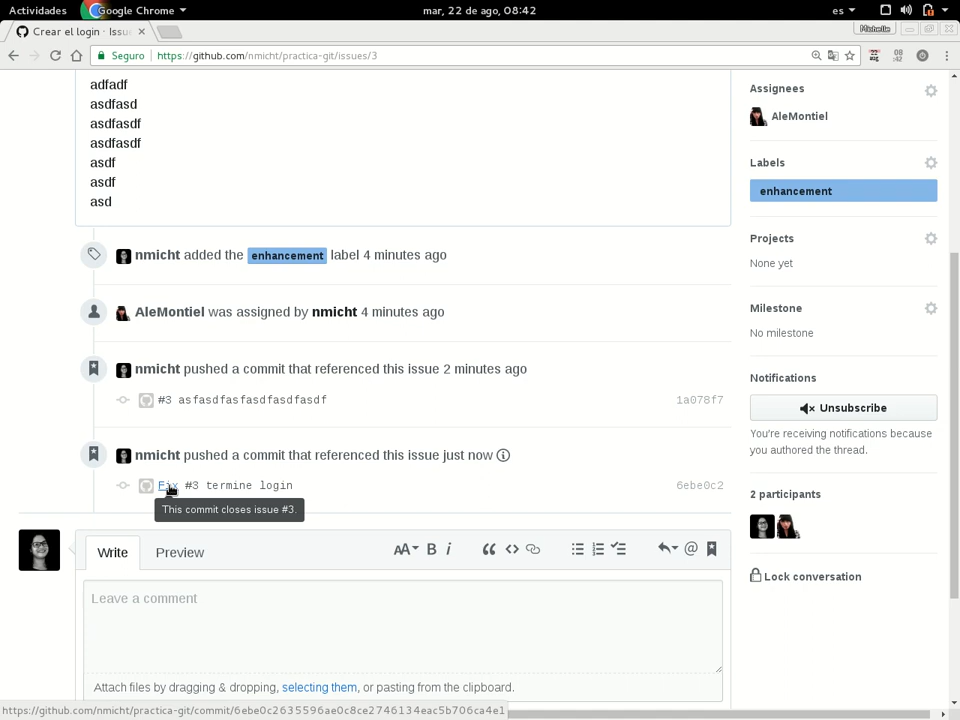 Actividades Google Chrome mar, 22 de ago, 08:42 es
Crear el login · Issu Michelle
Seguro https://github.com/nmicht/practica-git/issues/3
22 aug 08 :42
adfadf
asdfasd
asdfasdf
asdfasdf
asdf
asdf
asd
nmicht added the enhancement label 4 minutes ago
AleMontiel was assigned by nmicht 4 minutes ago
nmicht pushed a commit that referenced this issue 2 minutes ago
#3 asfasdfasfasdfasdfasdf 1a078f7
nmicht pushed a commit that referenced this issue just now
Fix #3 termine login 6ebe0c2
This commit closes issue #3.
Write Preview
AA B i
Leave a comment
Attach files by dragging & dropping, selecting them, or pasting from the clipboard.
Assignees
AleMontiel
Labels
enhancement
Projects
None yet
Milestone
No milestone
Notifications
Unsubscribe
You're receiving notifications because
you authored the thread.
2 participants
Lock conversation
https://github.com/nmicht/practica-git/commit/6ebe0c2635596ae0c8ce2746134eac5b706ca4e1